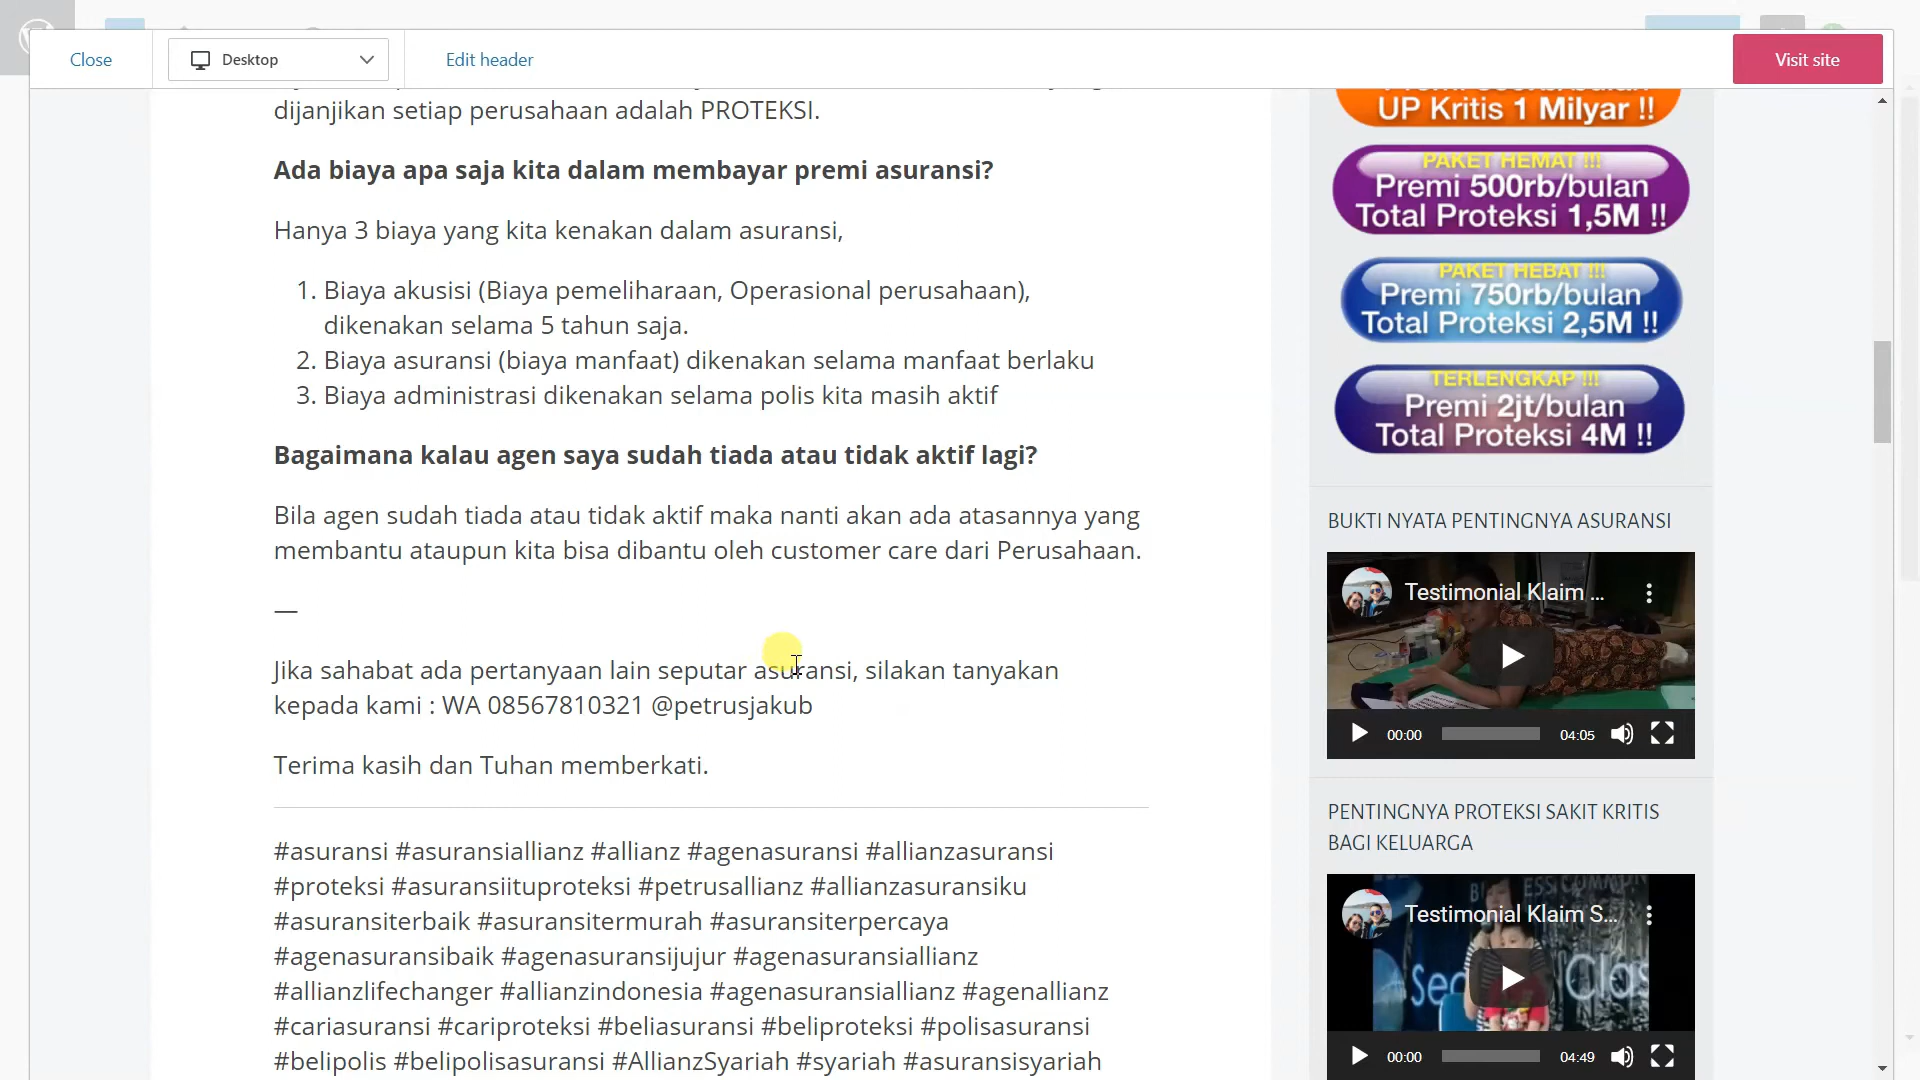 Close
Desktop
Edit header
Visit site
dijanjikan setiap perusahaan adalah PROTEKSI.
Ada biaya apa saja kita dalam membayar premi asuransi?
Hanya 3 biaya yang kita kenakan dalam asuransi,
1. Biaya akusisi (Biaya pemeliharaan, Operasional perusahaan),
dikenakan selama 5 tahun saja.
2. Biaya asuransi (biaya manfaat) dikenakan selama manfaat berlaku
3. Biaya administrasi dikenakan selama polis kita masih aktif
Bagaimana kalau agen saya sudah tiada atau tidak aktif lagi?
Bila agen sudah tiada atau tidak aktif maka nanti akan ada atasannya yang
membantu ataupun kita bisa dibantu oleh customer care dari Perusahaan.
—
Jika sahabat ada pertanyaan lain seputar asuransi, silakan tanyakan
kepada kami : WA 08567810321 @petrusjakub
Terima kasih dan Tuhan memberkati.
#asuransi #asuransiallianz #allianz #agenasuransi #allianzasuransi
#proteksi #asuransiituproteksi #petrusallianz #allianzasuransiku
#asuransiterbaik #asuransitermurah #asuransiterpercaya
#agenasuransibaik #agenasuransijujur #agenasuransiallianz
#allianzlifechanger #allianzindonesia #agenasuransiallianz #agenallianz
#cariasuransi #cariproteksi #beliasuransi #beliproteksi #polisasuransi
#belipolis #belipolisasuransi #AllianzSyariah #syariah #asuransisyariah
UP Kritis 1 Milyar !!
PAKET HEMAT !!!
Premi 500rb/bulan
Total Proteksi 1,5M !!
PAKET HEBAT !!!
Premi 750rb/bulan
Total Proteksi 2,5M !!
TERLENGKAP !!!
Premi 2jt/bulan
Total Proteksi 4M !!
BUKTI NYATA PENTINGNYA ASURANSI
Testimonial Klaim ...
00:00
04:05
PENTINGNYA PROTEKSI SAKIT KRITIS
BAGI KELUARGA
Testimonial Klaim S...
00:00
04:49